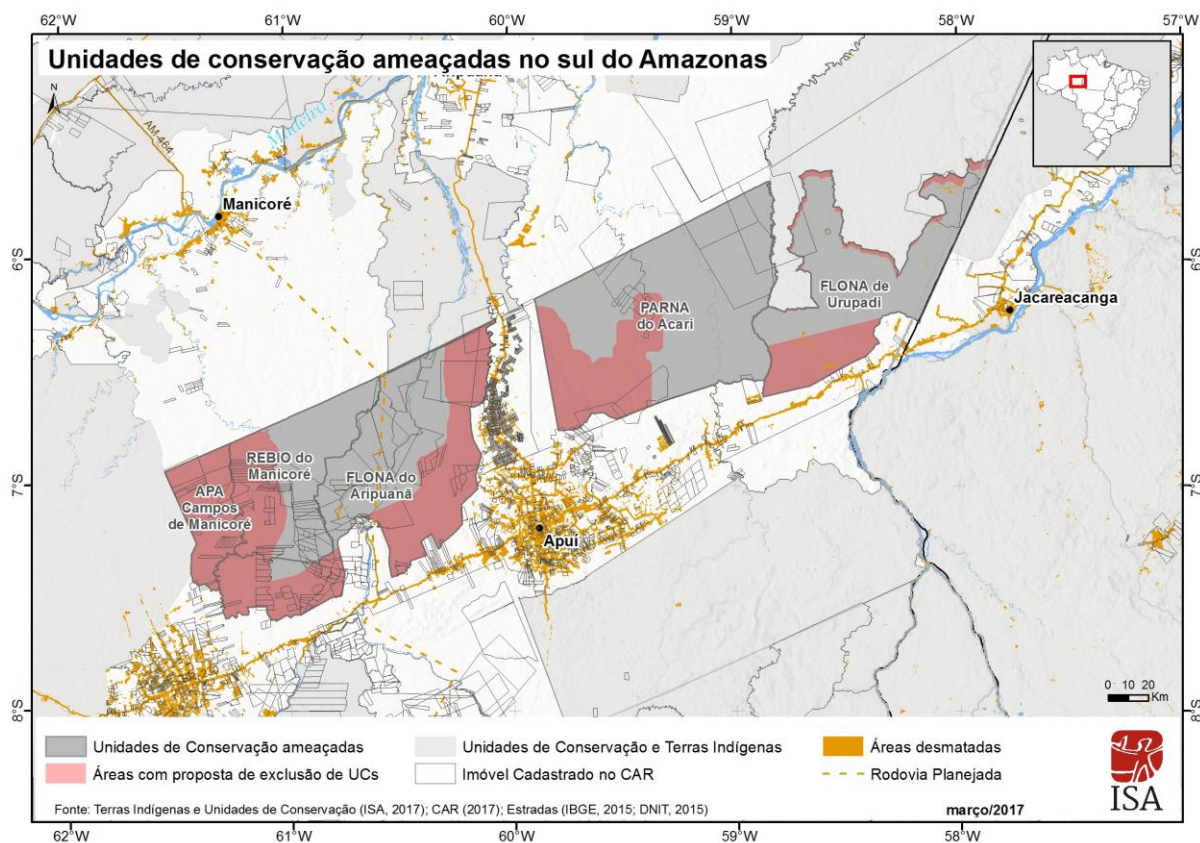 62°W
61°W
60°W
59°W
58°W
57°W
Unidades de conservação ameaçadas no sul do Amazonas
N
AM-464
Madeira
Manicoré
6°S
6°S
FLONA de
Urupadi
Jacareacanga
PARNA
do Acari
REBIO do
Manicoré
7°S
APA
Campos
de Manicoré
FLONA do
Aripuanã
7°S
Apuí
0 10 20
Km
8°S
8°S
Unidades de Conservação ameaçadas
Unidades de Conservação e Terras Indígenas
Áreas desmatadas
Áreas com proposta de exclusão de UCs
Imóvel Cadastrado no CAR
Rodovia Planejada
ISA
Fonte: Terras Indígenas e Unidades de Conservação (ISA, 2017); CAR (2017); Estradas (IBGE, 2015; DNIT, 2015)
março/2017
62°W
61°W
60°W
59°W
58°W